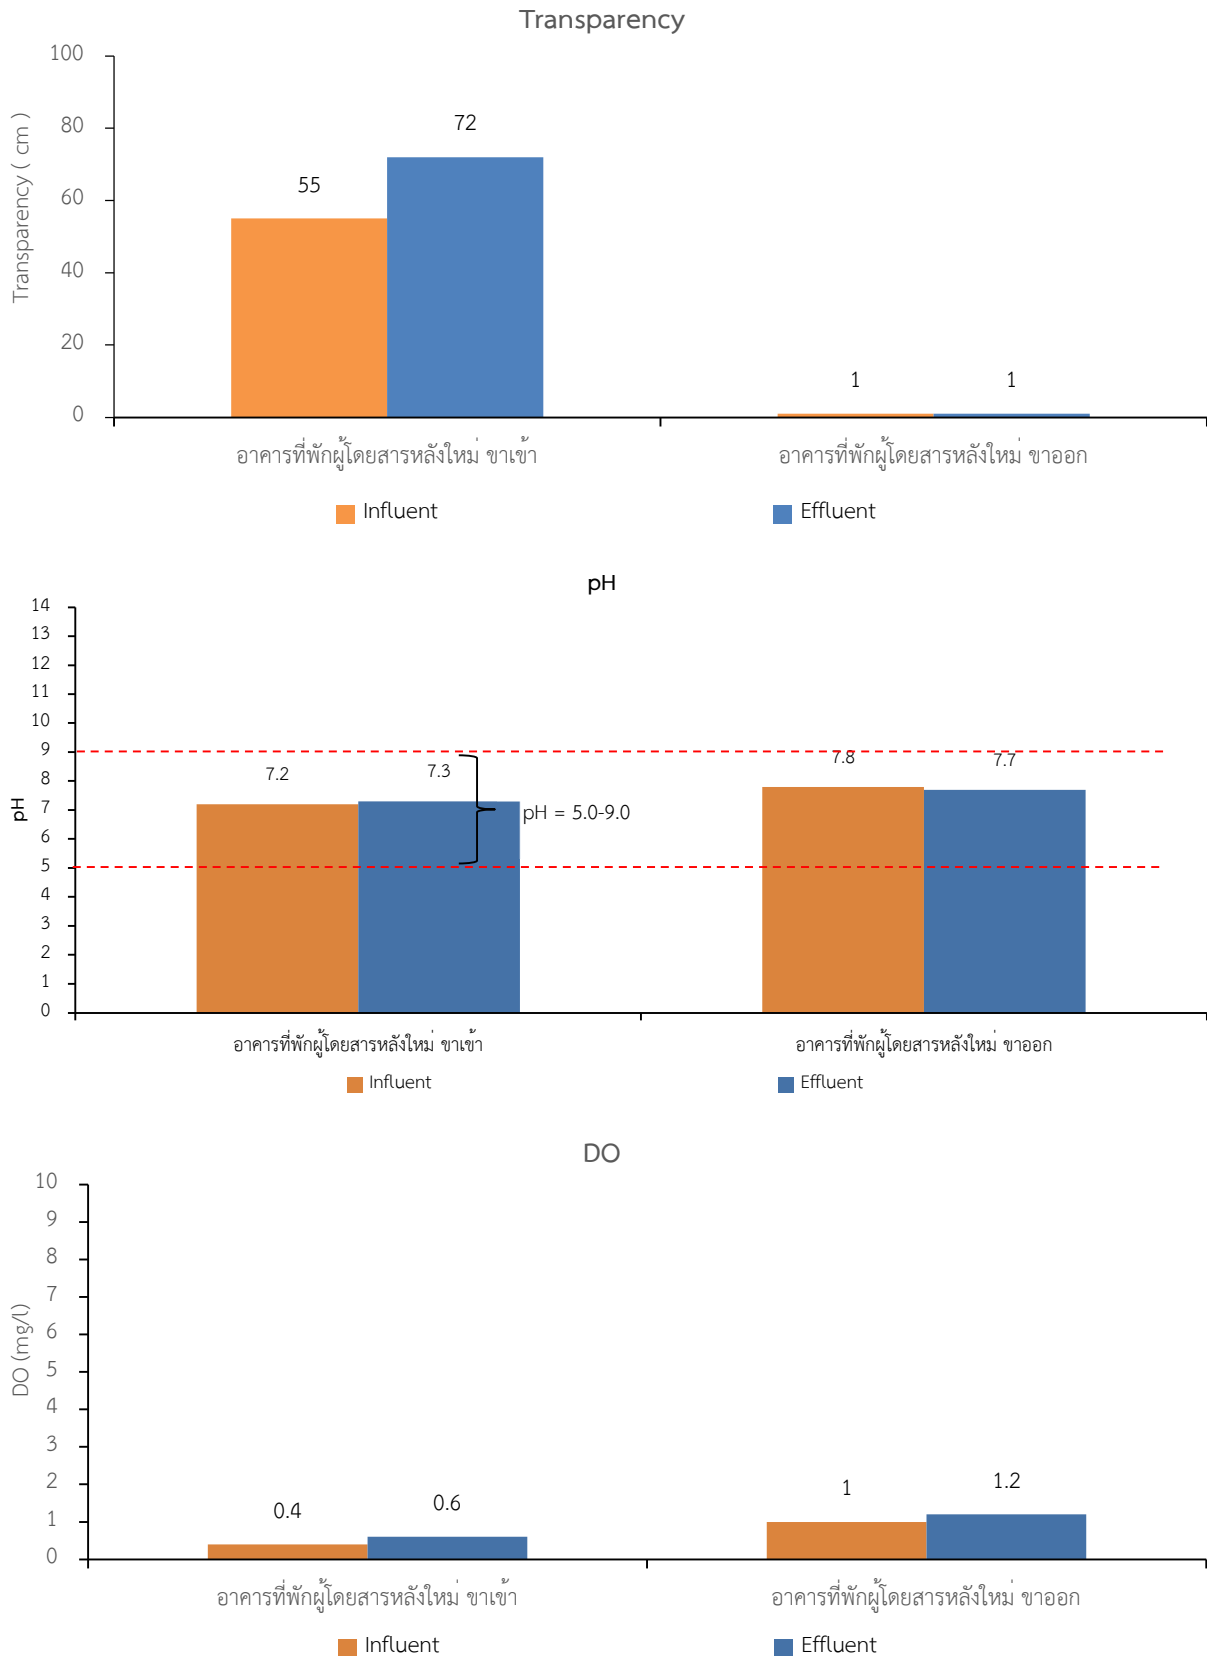 Transparency
Transparency ( cm )
100
80
60
40
20
0
55
72
1
1
อาคารที่พักผู้โดยสารหลังใหม่ ขาเข้า
อาคารที่พักผู้โดยสารหลังใหม่ ขาออก
Influent
Effluent
pH
pH
14
13
12
11
10
9
8
7
6
5
4
3
2
1
0
7.2
7.3
7.8
7.7
pH = 5.0-9.0
อาคารที่พักผู้โดยสารหลังใหม่ ขาเข้า
อาคารที่พักผู้โดยสารหลังใหม่ ขาออก
Influent
Effluent
DO
DO (mg/l)
10
9
8
7
6
5
4
3
2
1
0
0.4
0.6
1
1.2
อาคารที่พักผู้โดยสารหลังใหม่ ขาเข้า
อาคารที่พักผู้โดยสารหลังใหม่ ขาออก
Influent
Effluent